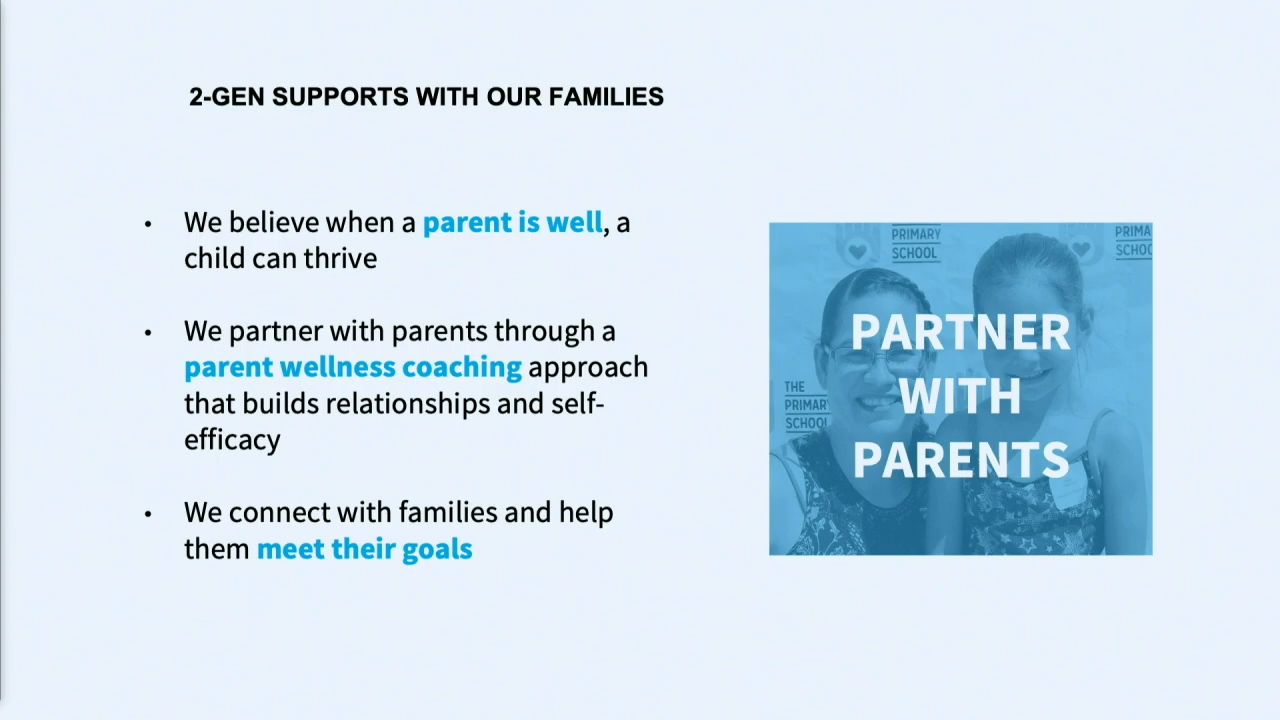 2-GEN SUPPORTS WITH OUR FAMILIES
• We believe when a parent is well, a
child can thrive
• We partner with parents through a
parent wellness coaching approach
that builds relationships and self-
efficacy
• We connect with families and help
them meet their goals
PRIMARY
SCHOOL
PRIMA
SCHOO
PARTNER
WITH
PARENTS
THE
PRIMARY
SCHOOL